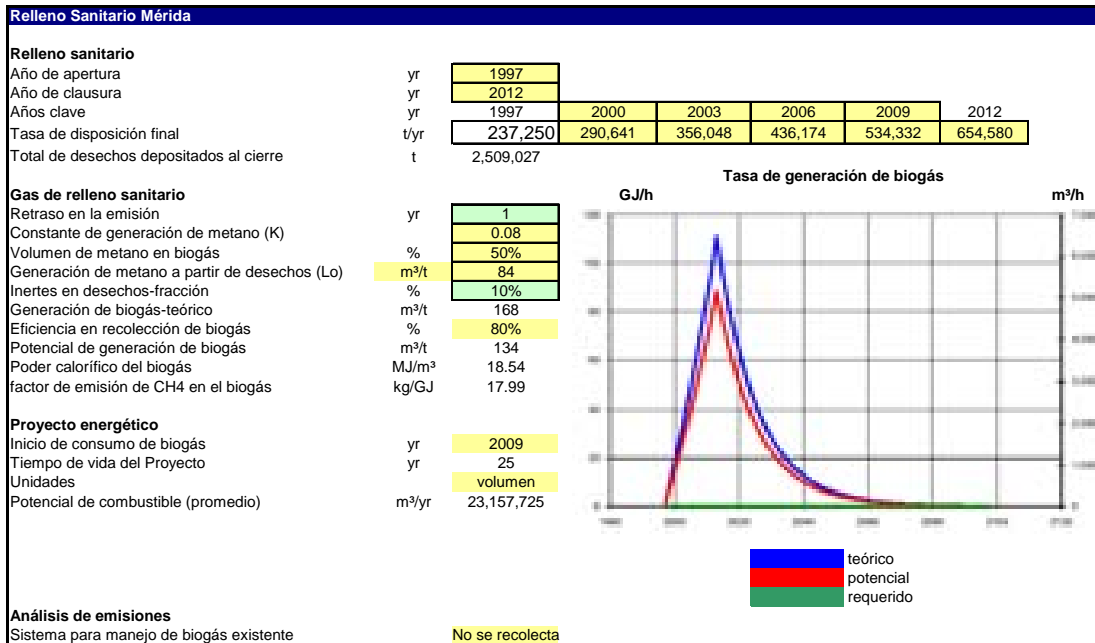 Relleno Sanitario Mérida
Relleno sanitario
Año de apertura yr 1997
Año de clausura yr 2012
Años clave yr 1997 2000 2003 2006 2009 2012
Tasa de disposición final t/yr 237,250 290,641 356,048 436,174 534,332 654,580
Total de desechos depositados al cierre t 2,509,027
Tasa de generación de biogás
GJ/h m³/h
Gas de relleno sanitario
Retraso en la emisión yr 1
Constante de generación de metano (K) 0.08
Volumen de metano en biogás % 50%
Generación de metano a partir de desechos (Lo) m³/t 84
Inertes en desechos-fracción % 10%
Generación de biogás-teórico m³/t 168
Eficiencia en recolección de biogás % 80%
Potencial de generación de biogás m³/t 134
Poder calorífico del biogás MJ/m³ 18.54
factor de emisión de CH4 en el biogás kg/GJ 17.99
Proyecto energético
Inicio de consumo de biogás yr 2009
Tiempo de vida del Proyecto yr 25
Unidades volumen
Potencial de combustible (promedio) m³/yr 23,157,725
teórico
potencial
requerido
Análisis de emisiones
Sistema para manejo de biogás existente No se recolecta